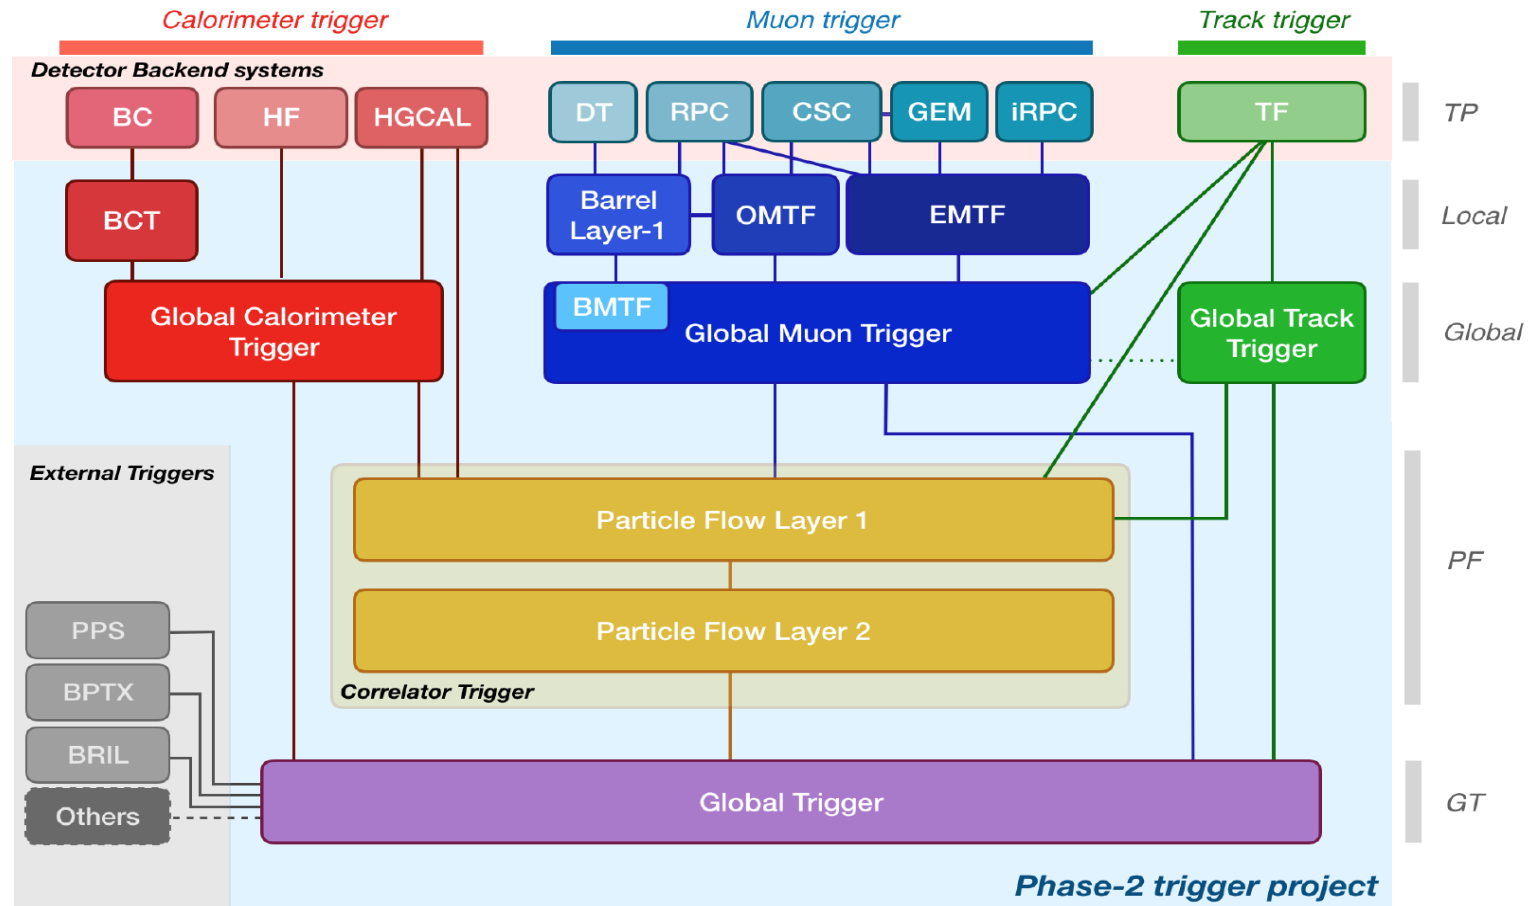 Calorimeter trigger
Muon trigger
Track trigger
Detector Backend systems
BC
HF
HGCAL
DT
RPC
CSC
GEM
iRPC
TF
TP
BCT
Barrel
Layer-1
OMTF
EMTF
Local
Global Calorimeter
Trigger
BMTF
Global Muon Trigger
Global Track
Trigger
Global
External Triggers
Particle Flow Layer 1
PF
PPS
Particle Flow Layer 2
BPTX
Correlator Trigger
BRIL
Others
Global Trigger
GT
Phase-2 trigger project